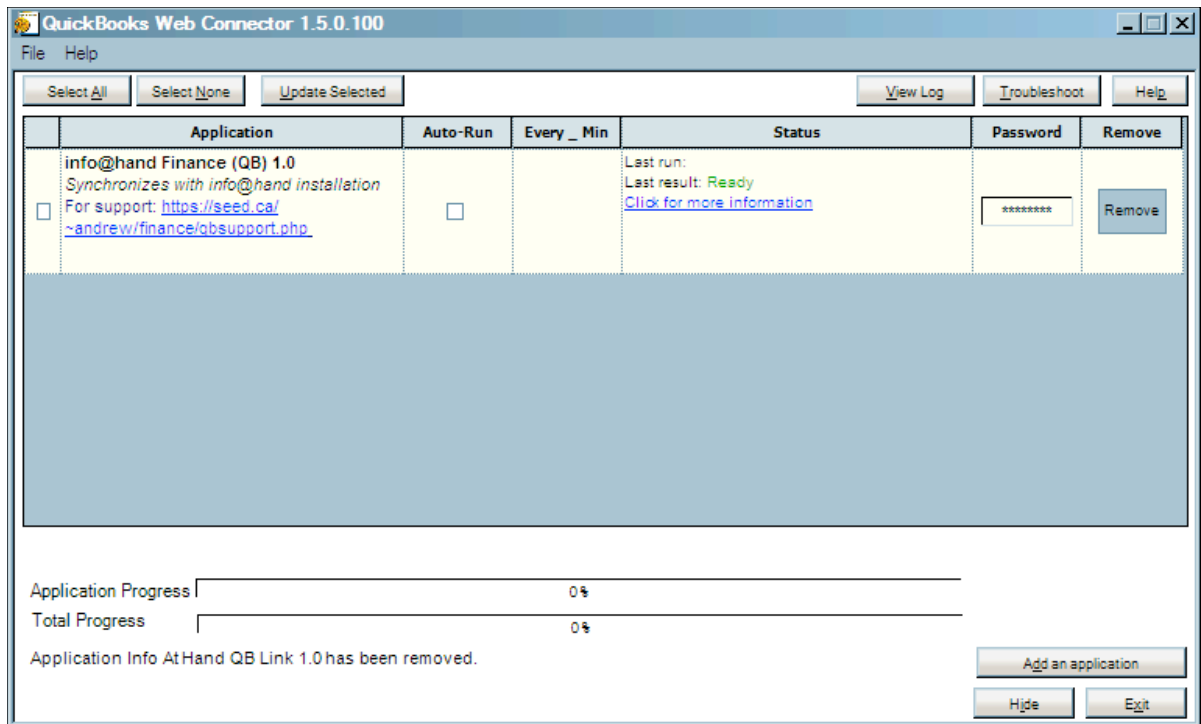 QuickBooks Web Connector 1.5.0.100
File Help
Select All Select None Update Selected View Log Troubleshoot Help
Application Auto-Run Every _ Min Status Password Remove
info@hand Finance (QB) 1.0
Synchronizes with info@hand installation
For support: https://seed.ca/
~andrew/finance/qbsupport.php
Last run:
Last result: Ready
Click for more information
********
Remove
Application Progress 0%
Total Progress 0%
Application Info At Hand QB Link 1.0 has been removed.
Add an application
Hide Exit